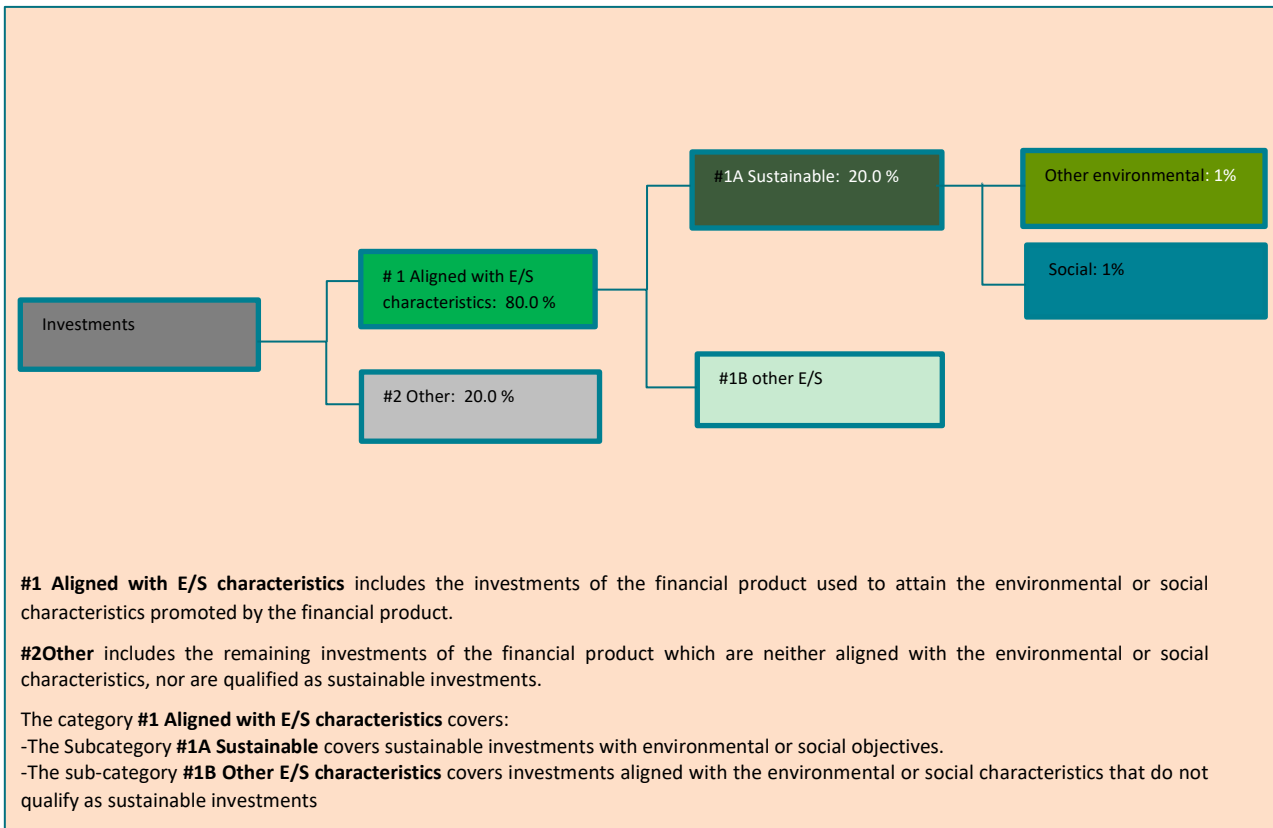 #1A Sustainable: 20.0 %
Other environmental: 1%
# 1 Aligned with E/S
characteristics: 80.0 %
Social: 1%
Investments
#2 Other: 20.0 %
#1B other E/S
#1 Aligned with E/S characteristics includes the investments of the financial product used to attain the environmental or social
characteristics promoted by the financial product.
#2Other includes the remaining investments of the financial product which are neither aligned with the environmental or social
characteristics, nor are qualified as sustainable investments.
The category #1 Aligned with E/S characteristics covers:
-The Subcategory #1A Sustainable covers sustainable investments with environmental or social objectives.
-The sub-category #1B Other E/S characteristics covers investments aligned with the environmental or social characteristics that do not
qualify as sustainable investments